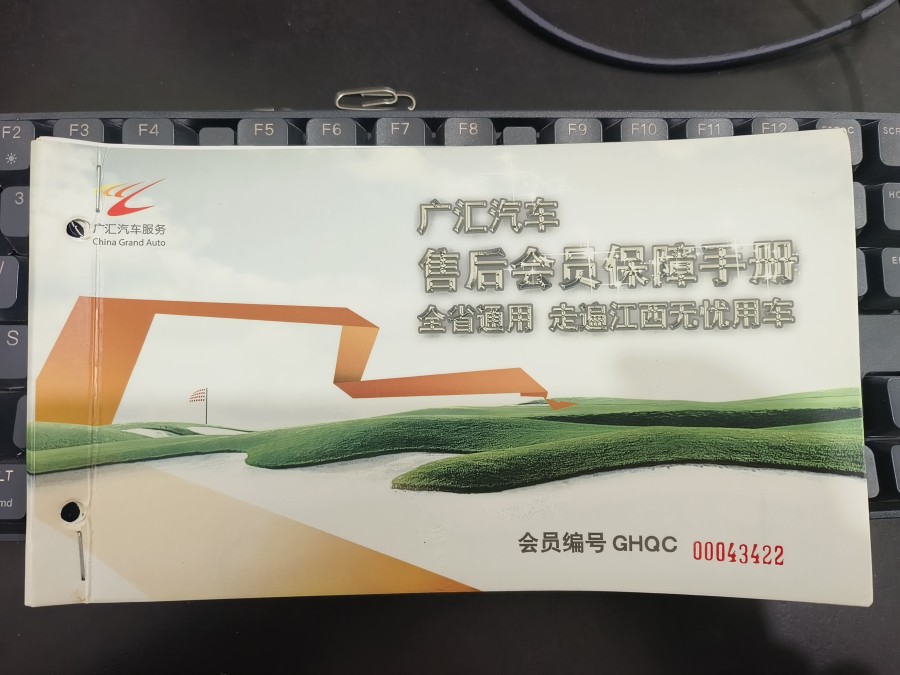 F2 F3 F4 F5 F6 F7 F8 F9 F10 F11 F12
3
S
广汇汽车服务
China Grand Auto
广汇汽车
售后会员保障手册
全省通用 走遍江西无忧用车
会员编号 GHQC 00043422